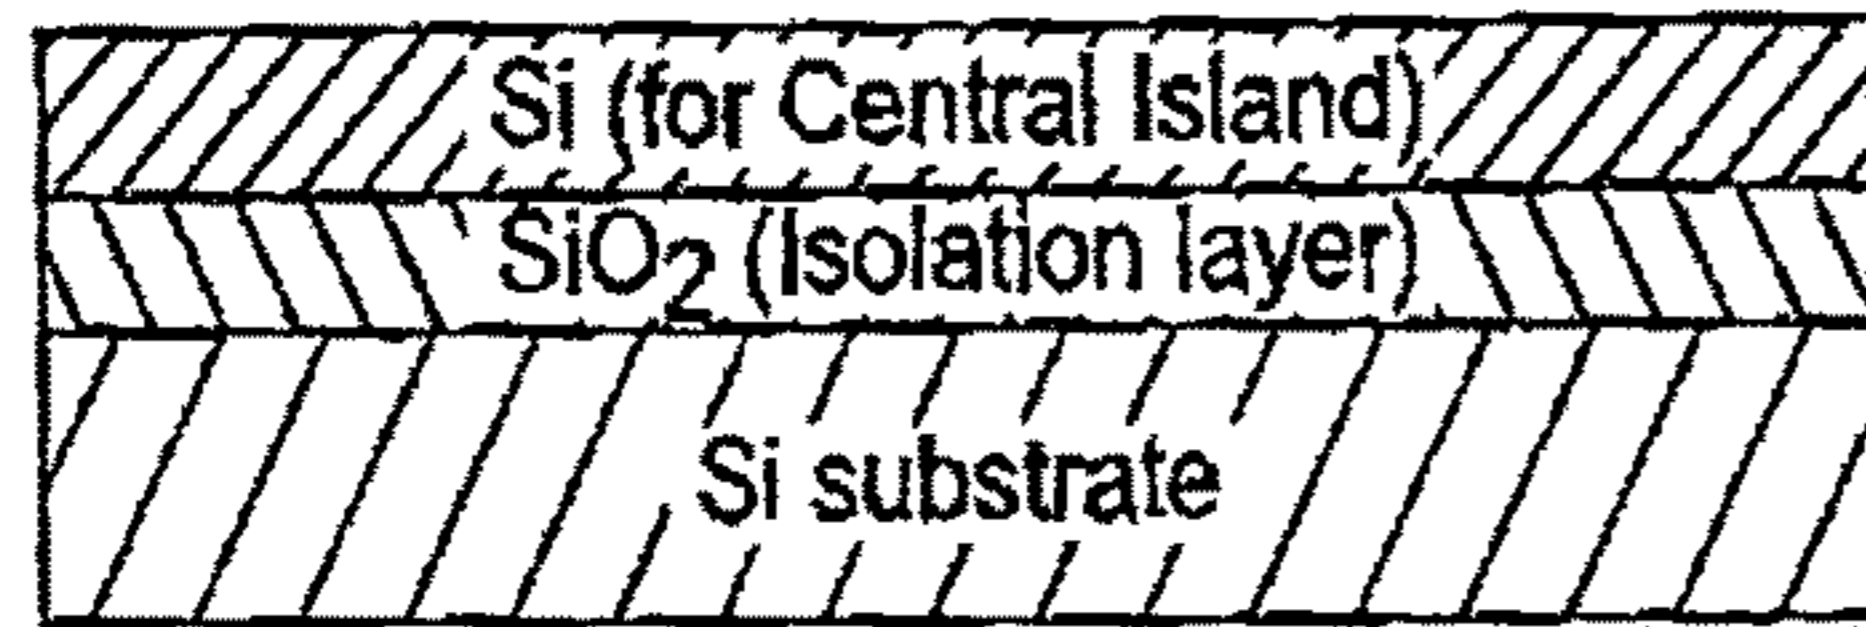 Si (for Central Island)
SiO₂ (Isolation layer)
Si substrate